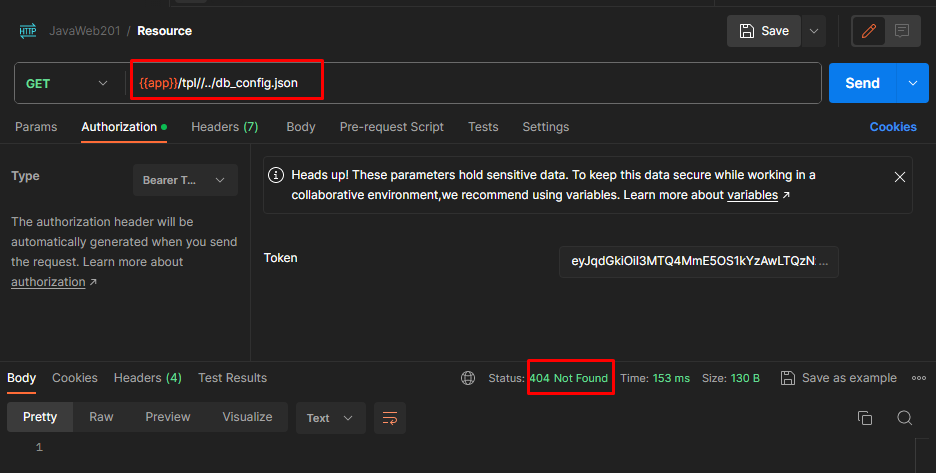 HTTP JavaWeb201 / Resource Save
GET {{app}}/tpl//../db_config.json Send
Params Authorization Headers (7) Body Pre-request Script Tests Settings Cookies
Type Bearer T...
Heads up! These parameters hold sensitive data. To keep this data secure while working in a
collaborative environment,we recommend using variables. Learn more about variables ↗
The authorization header will be
automatically generated when you send
the request. Learn more about
authorization ↗
Token eyJqdGkiOiI3MTQ4MmE5OS1kYzAwLTQzN...
Body Cookies Headers (4) Test Results Status: 404 Not Found Time: 153 ms Size: 130 B Save as example
Pretty Raw Preview Visualize Text
1